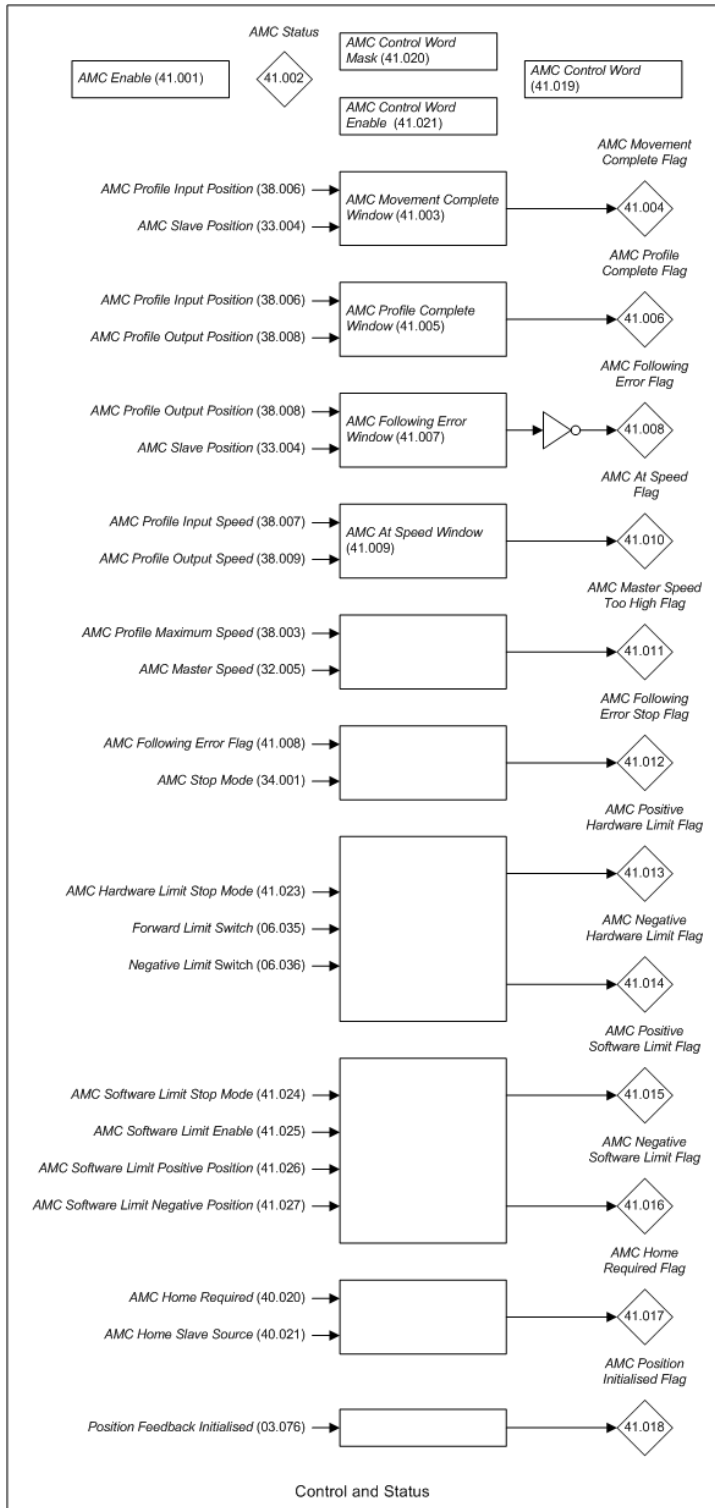 AMC Status
AMC Enable (41.001)
41.002
AMC Control Word
Mask (41.020)
AMC Control Word
Enable (41.021)
AMC Control Word
(41.019)
AMC Profile Input Position (38.006)
AMC Slave Position (33.004)
AMC Movement Complete
Window (41.003)
AMC Movement
Complete Flag
41.004
AMC Profile Input Position (38.006)
AMC Profile Output Position (38.008)
AMC Profile Complete
Window (41.005)
AMC Profile
Complete Flag
41.006
AMC Profile Output Position (38.008)
AMC Slave Position (33.004)
AMC Following Error
Window (41.007)
AMC Following
Error Flag
41.008
AMC Profile Input Speed (38.007)
AMC Profile Output Speed (38.009)
AMC At Speed Window
(41.009)
AMC At Speed
Flag
41.010
AMC Profile Maximum Speed (38.003)
AMC Master Speed (32.005)
AMC Master Speed
Too High Flag
41.011
AMC Following Error Flag (41.008)
AMC Stop Mode (34.001)
AMC Following
Error Stop Flag
41.012
AMC Hardware Limit Stop Mode (41.023)
Forward Limit Switch (06.035)
Negative Limit Switch (06.036)
AMC Positive
Hardware Limit Flag
41.013
AMC Negative
Hardware Limit Flag
41.014
AMC Software Limit Stop Mode (41.024)
AMC Software Limit Enable (41.025)
AMC Software Limit Positive Position (41.026)
AMC Software Limit Negative Position (41.027)
AMC Positive
Software Limit Flag
41.015
AMC Negative
Software Limit Flag
41.016
AMC Home Required (40.020)
AMC Home Slave Source (40.021)
AMC Home
Required Flag
41.017
Position Feedback Initialised (03.076)
AMC Position
Initialised Flag
41.018
Control and Status